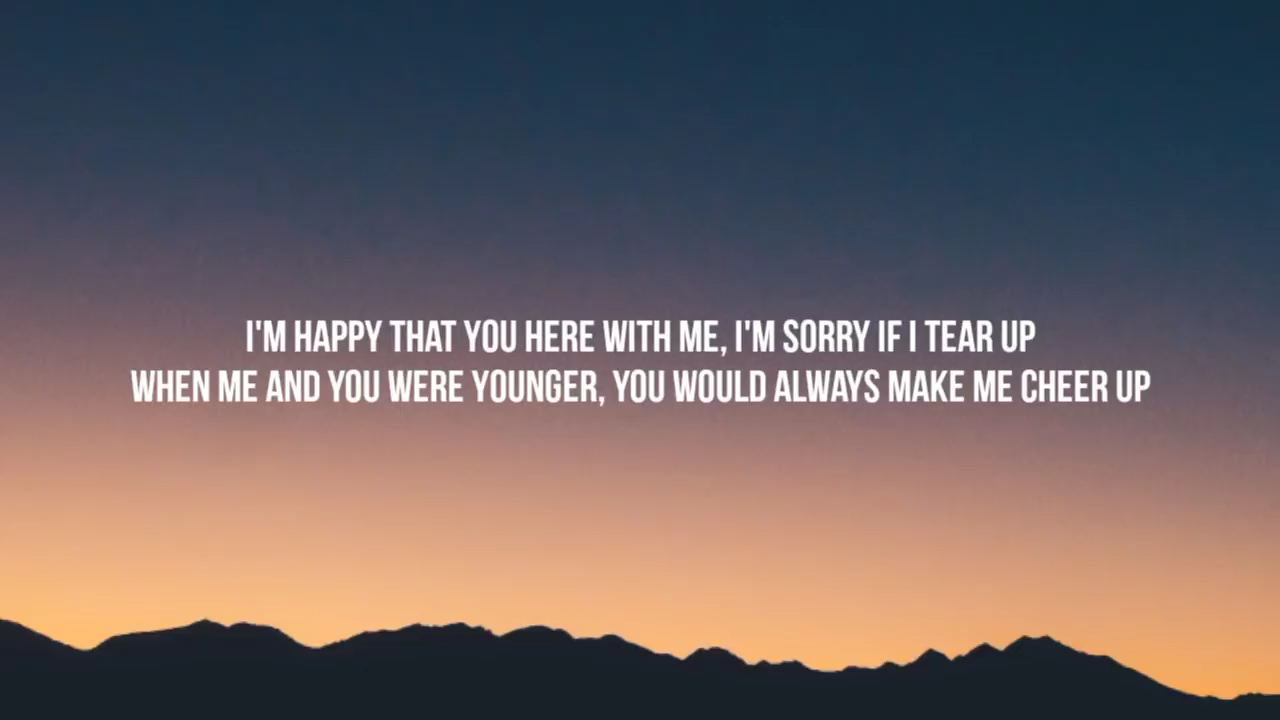 I'M HAPPY THAT YOU HERE WITH ME, I'M SORRY IF I TEAR UP
WHEN ME AND YOU WERE YOUNGER, YOU WOULD ALWAYS MAKE ME CHEER UP